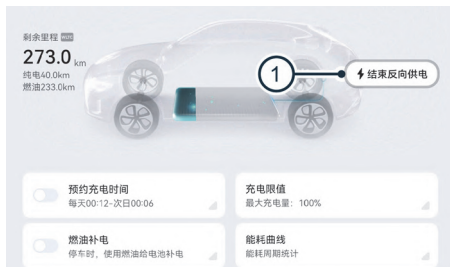 剩余里程
273.0 km
纯电40.0km
燃油233.0km
1
结束反向供电
预约充电时间
每天00:12-次日00:06
充电限值
最大充电量：100%
燃油补电
停车时，使用燃油给电池补电
能耗曲线
能耗周期统计